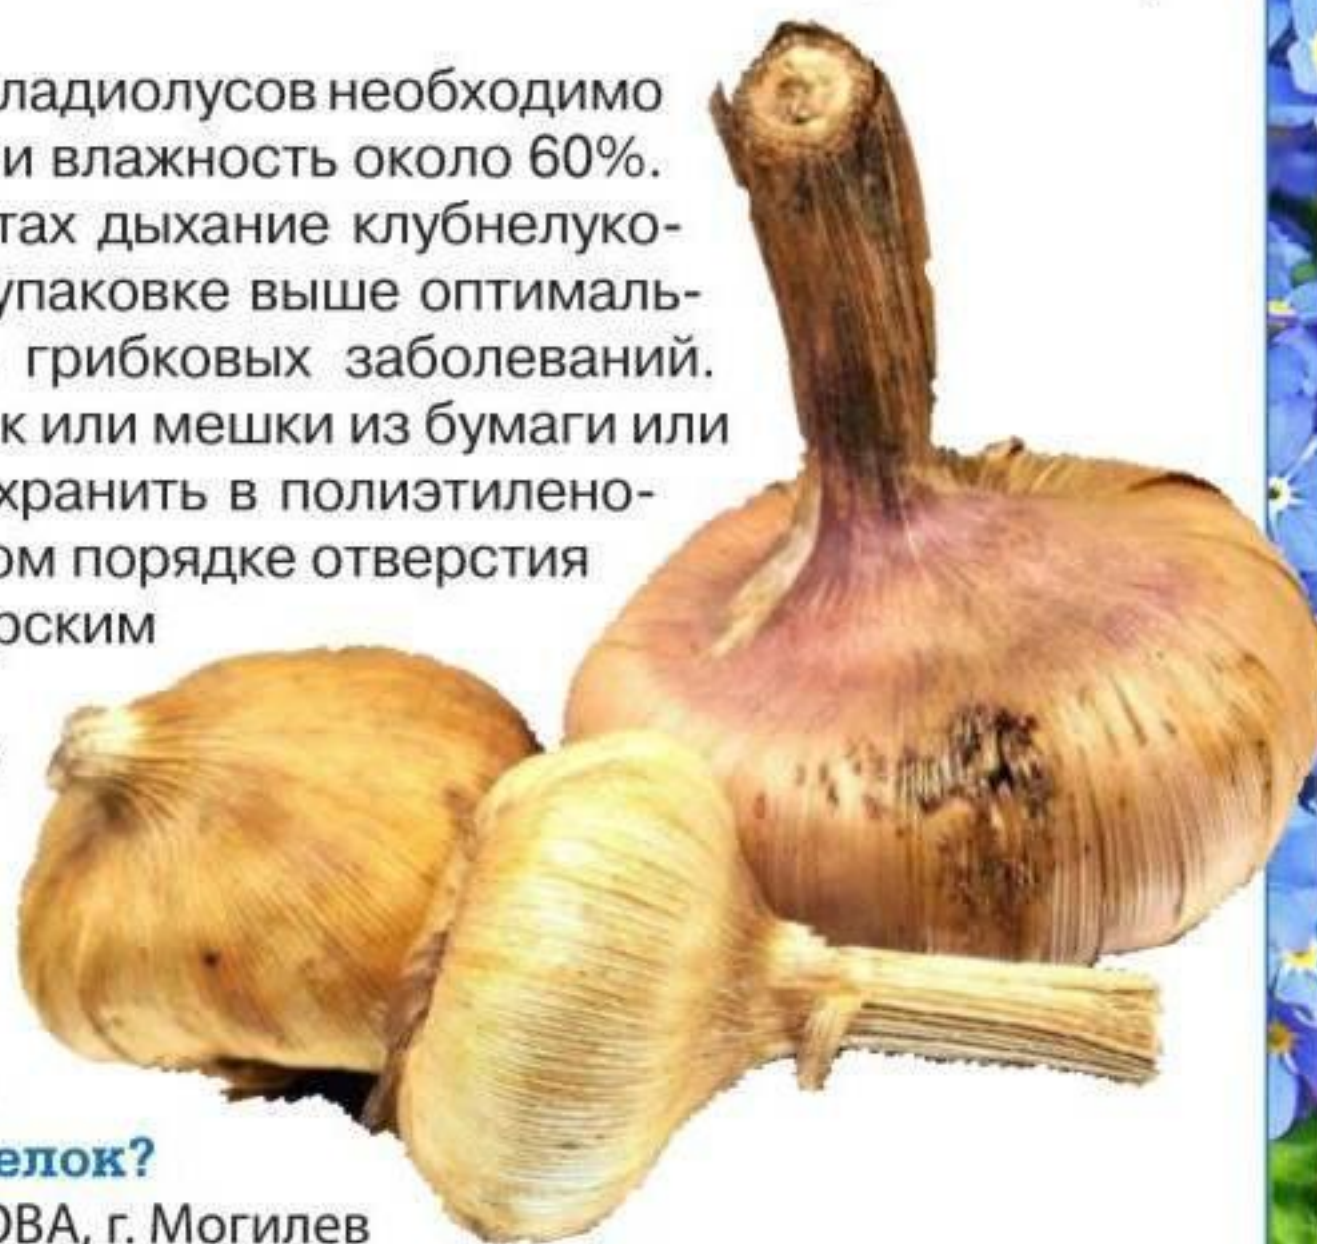 ладиолусов необходимо
и влажность около 60%.
тах дыхание клубнелуко-
упаковке выше оптималь-
грибковых заболеваний.
к или мешки из бумаги или
хранить в полиэтилено-
ом порядке отверстия
рским
елок?
ОВА, г. Могилев